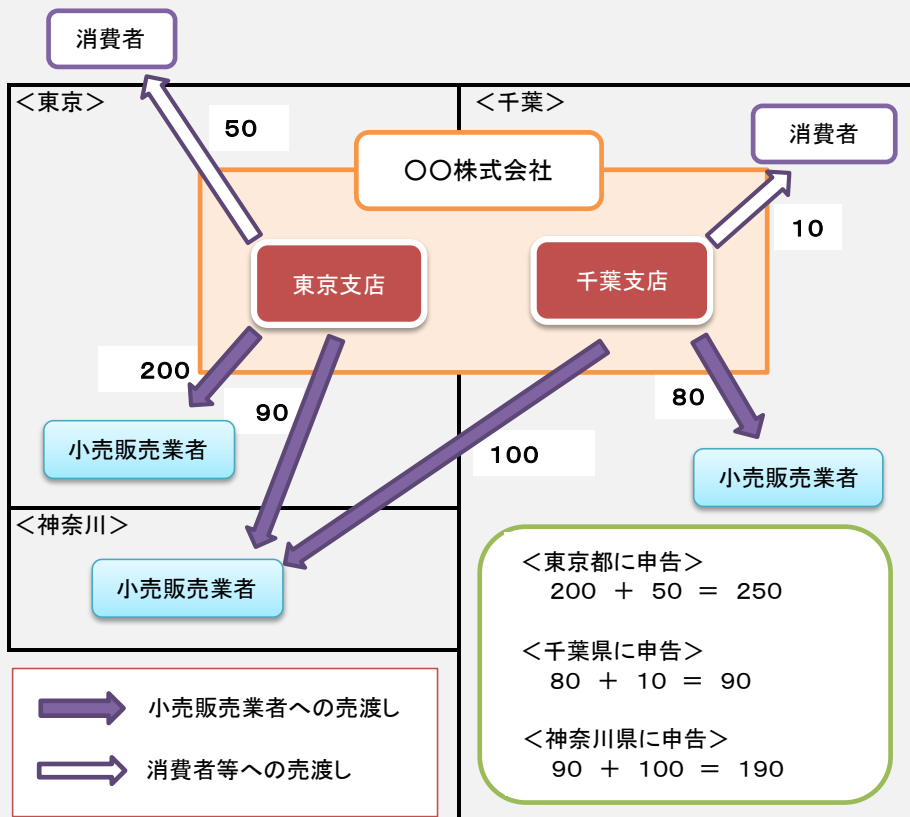 消費者
＜東京＞
＜千葉＞
50
消費者
〇〇株式会社
10
東京支店
千葉支店
200
80
90
小売販売業者
100
小売販売業者
＜神奈川＞
小売販売業者
＜東京都に申告＞
200 ＋ 50 ＝ 250
＜千葉県に申告＞
80 ＋ 10 ＝ 90
＜神奈川県に申告＞
90 ＋ 100 ＝ 190
小売販売業者への売渡し
消費者等への売渡し